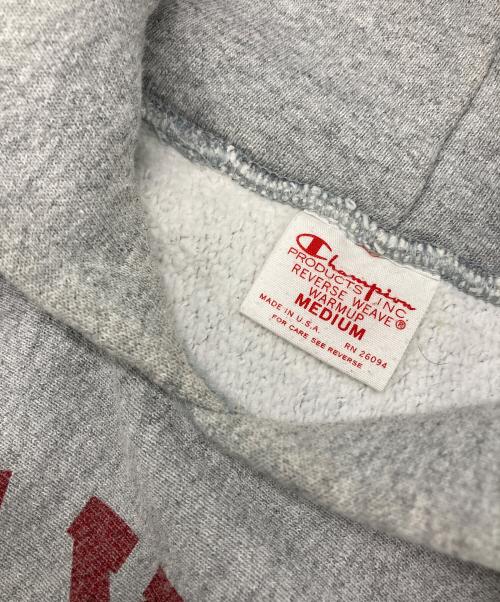 Champion
PRODUCTS, INC.
REVERSE WEAVE®
WARMUP
MEDIUM
MADE IN U.S.A. RN 26094
FOR CARE SEE REVERSE